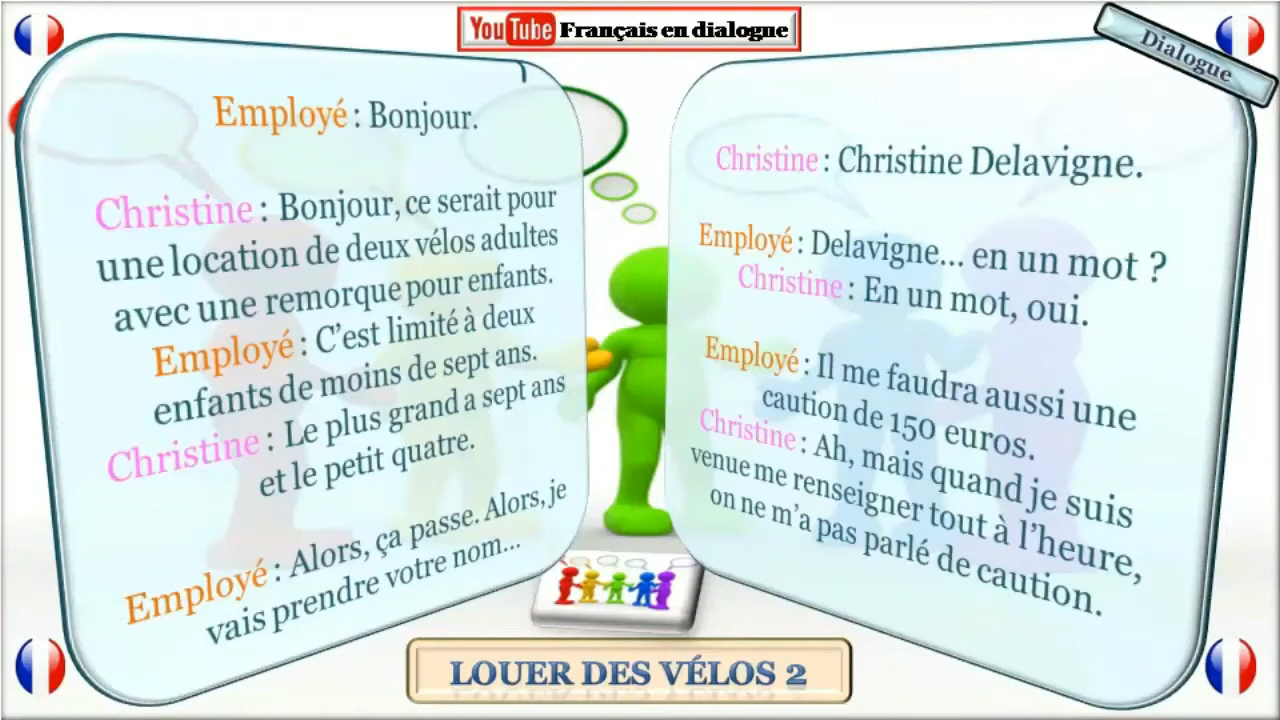 YouTube Français en dialogue
Dialogue
Employé : Bonjour.
Christine : Bonjour, ce serait pour
une location de deux vélos adultes
avec une remorque pour enfants.
Employé : C’est limité à deux
enfants de moins de sept ans.
Christine : Le plus grand a sept ans
et le petit quatre.
Employé : Alors, ça passe. Alors, je
vais prendre votre nom...
Christine : Christine Delavigne.
Employé : Delavigne... en un mot ?
Christine : En un mot, oui.
Employé : Il me faudra aussi une
caution de 150 euros.
Christine : Ah, mais quand je suis
venue me renseigner tout à l’heure,
on ne m’a pas parlé de caution.
LOUER DES VÉLOS 2